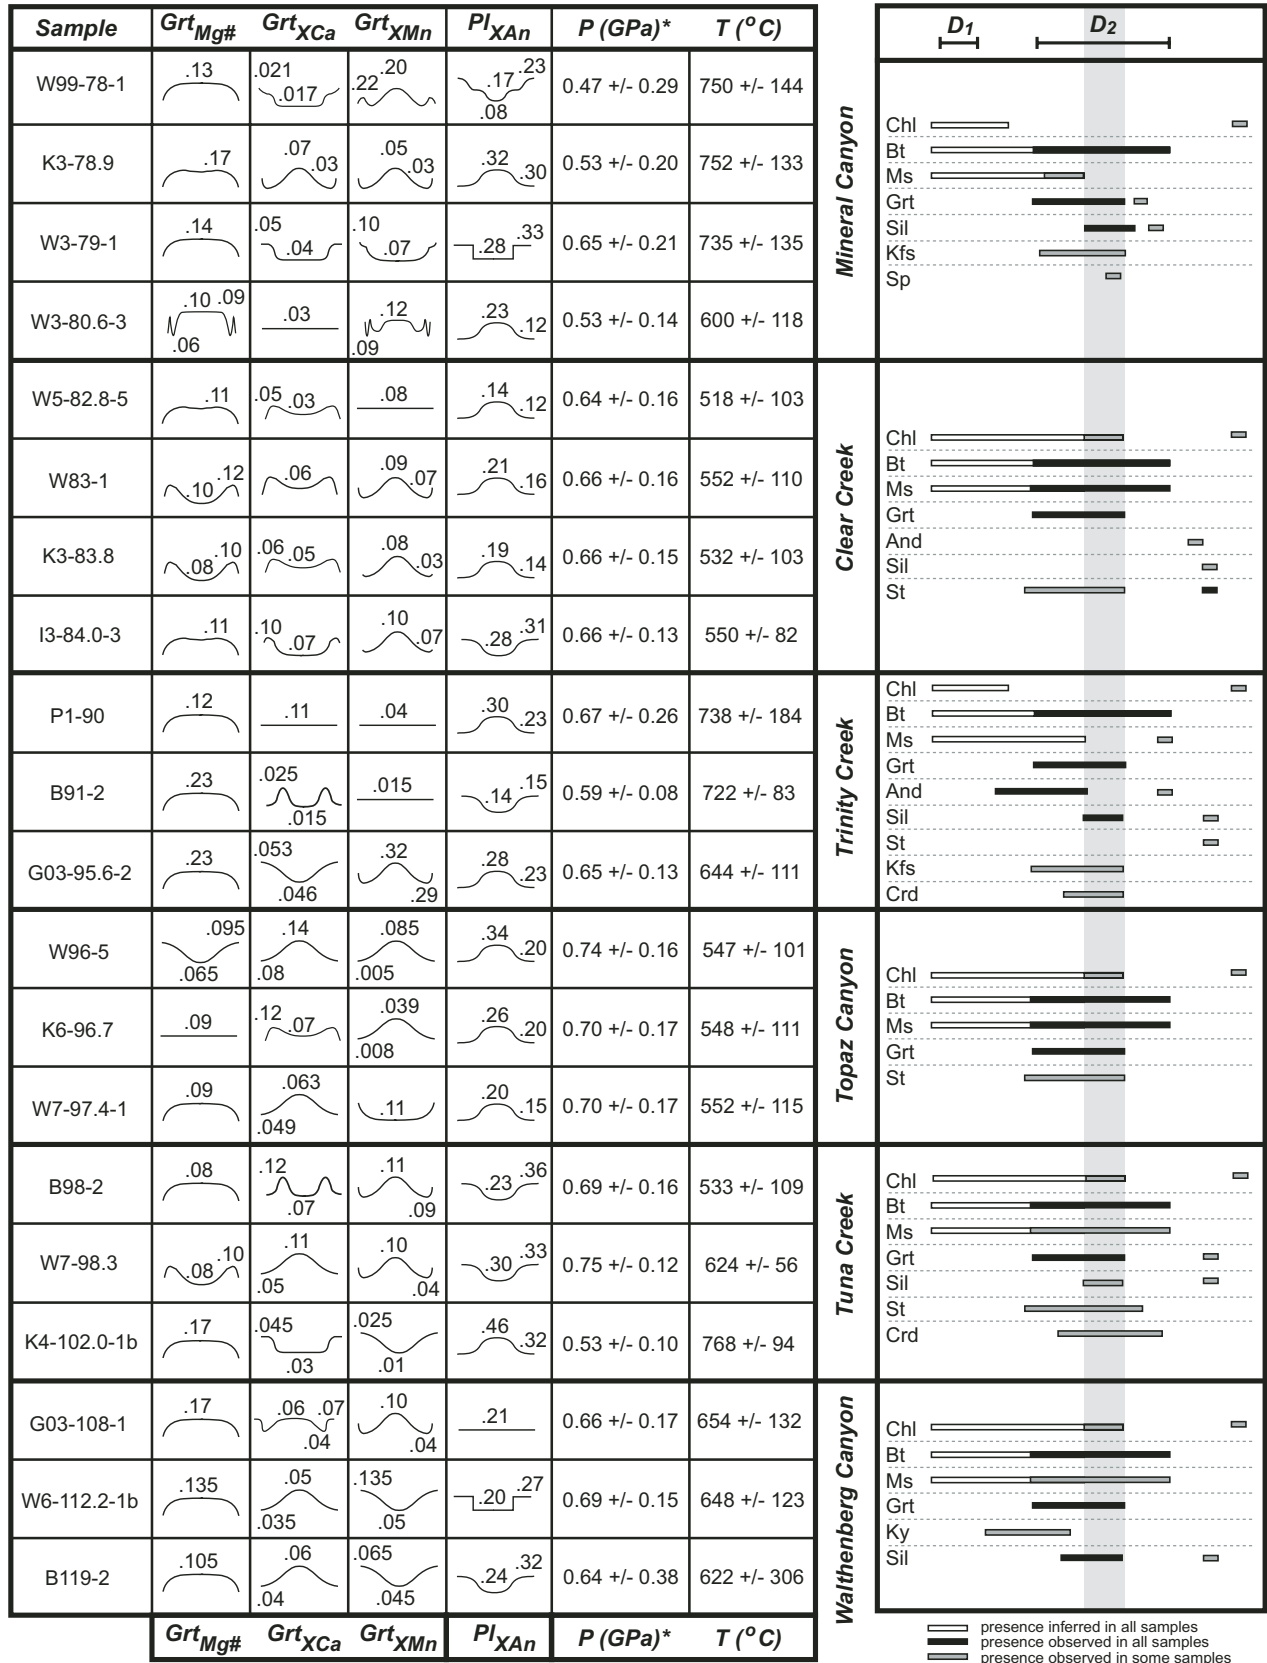 Sample Grt Mg# Grt XCa Grt XMn Pl XAn P (GPa)* T (°C)
W99-78-1 .13 .021 .017 .22 .20 .17 .23 .08 0.47 +/- 0.29 750 +/- 144
K3-78.9 .17 .07 .03 .05 .03 .32 .30 0.53 +/- 0.20 752 +/- 133
W3-79-1 .14 .05 .04 .10 .07 .28 .33 0.65 +/- 0.21 735 +/- 135
W3-80.6-3 .10 .09 .06 .03 .12 .09 .23 .12 0.53 +/- 0.14 600 +/- 118
W5-82.8-5 .11 .05 .03 .08 .14 .12 0.64 +/- 0.16 518 +/- 103
W83-1 .10 .12 .06 .09 .07 .21 .16 0.66 +/- 0.16 552 +/- 110
K3-83.8 .08 .10 .06 .05 .08 .03 .19 .14 0.66 +/- 0.15 532 +/- 103
I3-84.0-3 .11 .10 .07 .10 .07 .28 .31 0.66 +/- 0.13 550 +/- 82
P1-90 .12 .11 .04 .30 .23 0.67 +/- 0.26 738 +/- 184
B91-2 .23 .025 .015 .015 .14 .15 0.59 +/- 0.08 722 +/- 83
G03-95.6-2 .23 .053 .046 .32 .29 .28 .23 0.65 +/- 0.13 644 +/- 111
W96-5 .095 .065 .14 .08 .085 .005 .34 .20 0.74 +/- 0.16 547 +/- 101
K6-96.7 .09 .12 .07 .039 .008 .26 .20 0.70 +/- 0.17 548 +/- 111
W7-97.4-1 .09 .063 .049 .11 .20 .15 0.70 +/- 0.17 552 +/- 115
B98-2 .08 .12 .07 .11 .09 .23 .36 0.69 +/- 0.16 533 +/- 109
W7-98.3 .08 .10 .11 .05 .10 .04 .30 .33 0.75 +/- 0.12 624 +/- 56
K4-102.0-1b .17 .045 .03 .025 .01 .46 .32 0.53 +/- 0.10 768 +/- 94
G03-108-1 .17 .06 .07 .04 .10 .04 .21 0.66 +/- 0.17 654 +/- 132
W6-112.2-1b .135 .05 .035 .135 .05 .20 .27 0.69 +/- 0.15 648 +/- 123
B119-2 .105 .06 .04 .065 .045 .24 .32 0.64 +/- 0.38 622 +/- 306
Grt Mg# Grt XCa Grt XMn Pl XAn P (GPa)* T (°C)
D1 D2
Mineral Canyon
Chl
Bt
Ms
Grt
Sil
Kfs
Sp
Clear Creek
Chl
Bt
Ms
Grt
And
Sil
St
Trinity Creek
Chl
Bt
Ms
Grt
And
Sil
St
Kfs
Crd
Topaz Canyon
Chl
Bt
Ms
Grt
St
Tuna Creek
Chl
Bt
Ms
Grt
Sil
St
Crd
Walthenberg Canyon
Chl
Bt
Ms
Grt
Ky
Sil
presence inferred in all samples
presence observed in all samples
presence observed in some samples